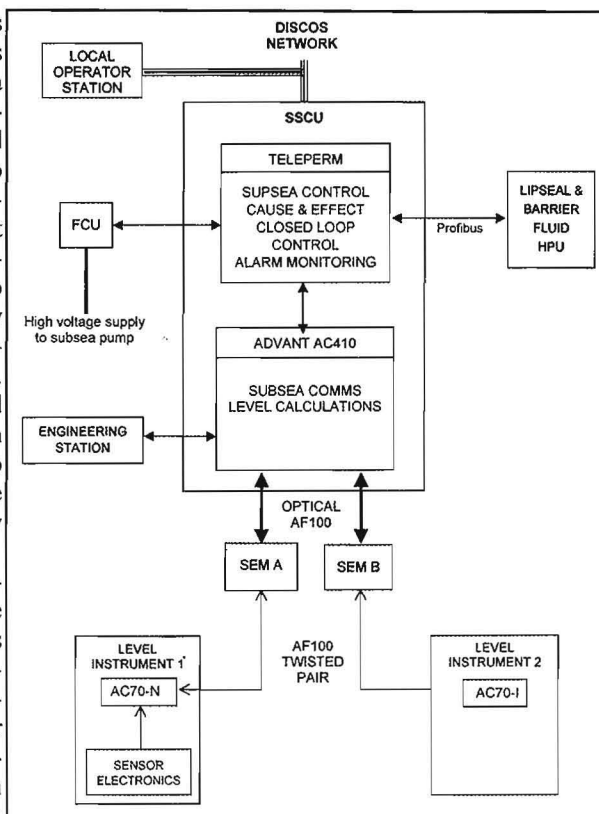 DISCOS
NETWORK
LOCAL
OPERATOR
STATION
SSCU
TELEPERM
SUPSEA CONTROL
CAUSE & EFFECT
CLOSED LOOP
CONTROL
ALARM MONITORING
FCU
Profibus
LIPSEAL &
BARRIER
FLUID
HPU
High voltage supply
to subsea pump
ADVANT AC410
SUBSEA COMMS
LEVEL CALCULATIONS
ENGINEERING
STATION
OPTICAL
AF100
SEM A
SEM B
LEVEL
INSTRUMENT 1
AC70-N
SENSOR
ELECTRONICS
AF100
TWISTED
PAIR
LEVEL
INSTRUMENT 2
AC70-I